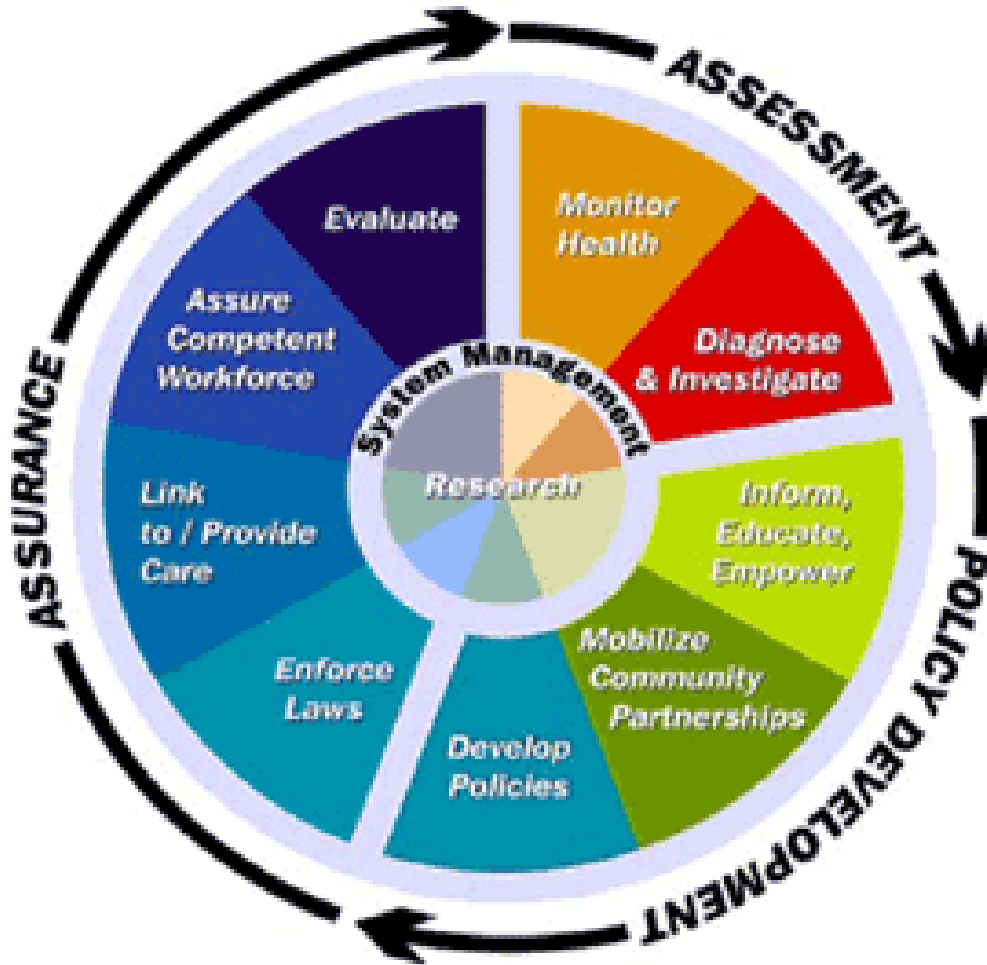 ASSESSMENT
Monitor
Health
Diagnose
& Investigate
POLICY DEVELOPMENT
Inform,
Educate,
Empower
Mobilize
Community
Partnerships
Develop
Policies
ASSURANCE
Enforce
Laws
Link
to / Provide
Care
Assure
Competent
Workforce
Evaluate
System Management
Research